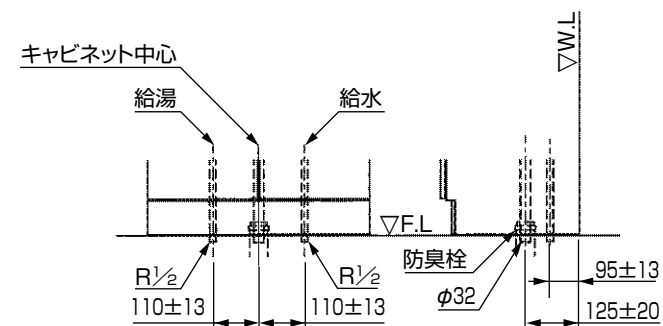 ▽W.L
キャビネット中心
給湯
給水
▽F.L
防臭栓
R½
R½
φ32
95±13
110±13
110±13
125±20